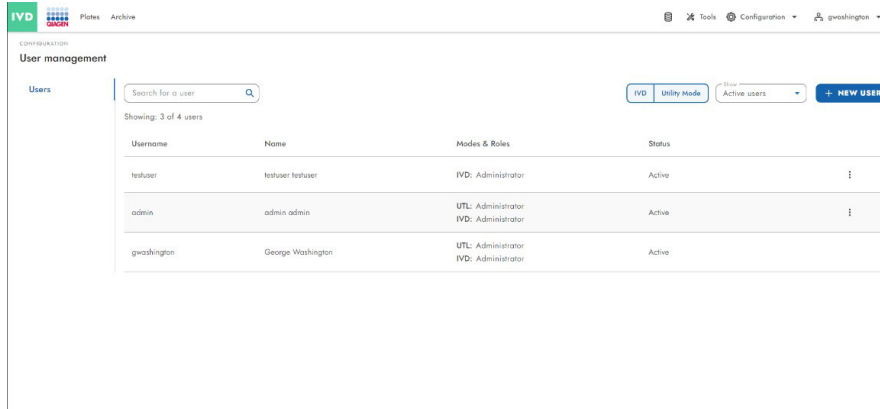 IVD QIAGEN Plates Archive Tools Configuration gwashington
CONFIGURATION
User management
Users
Search for a user
IVD Utility Mode
Show
Active users
+ NEW USER
Showing: 3 of 4 users
Username Name Modes & Roles Status
testuser testuser testuser IVD: Administrator Active
admin admin admin UTL: Administrator Active
IVD: Administrator
gwashington George Washington UTL: Administrator Active
IVD: Administrator